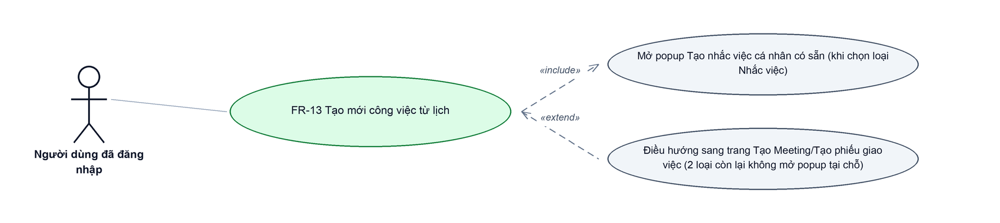 Người dùng đã đăng
nhập
FR-13 Tạo mới công việc từ lịch
«include»
«extend»
Mở popup Tạo nhắc việc cá nhân có sẵn (khi chọn loại
Nhắc việc)
Điều hướng sang trang Tạo Meeting/Tạo phiếu giao
việc (2 loại còn lại không mở popup tại chỗ)